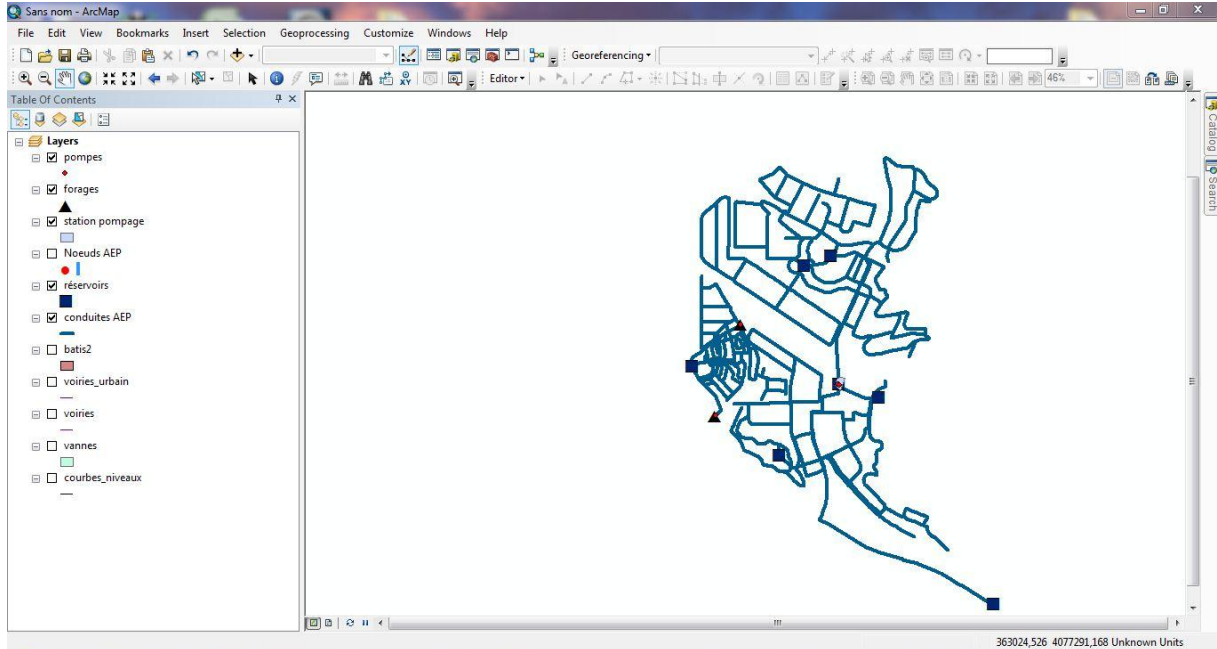 Sans nom - ArcMap
File Edit View Bookmarks Insert Selection Geoprocessing Customize Windows Help
Georeferencing
Editor 46%
Table Of Contents
Layers
pompes
forages
station pompage
Noeuds AEP
réservoirs
conduites AEP
batis2
voiries_urbain
voiries
vannes
courbes_niveaux
Catalog
Search
363024,526 4077291,168 Unknown Units